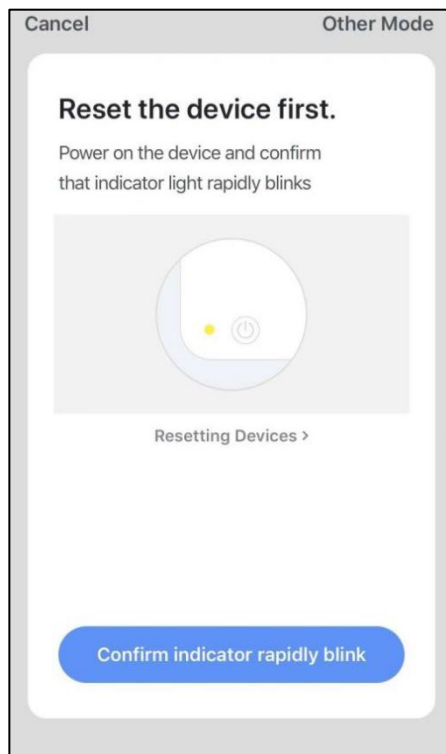 Cancel
Other Mode
Reset the device first.
Power on the device and confirm
that indicator light rapidly blinks
Resetting Devices >
Confirm indicator rapidly blink